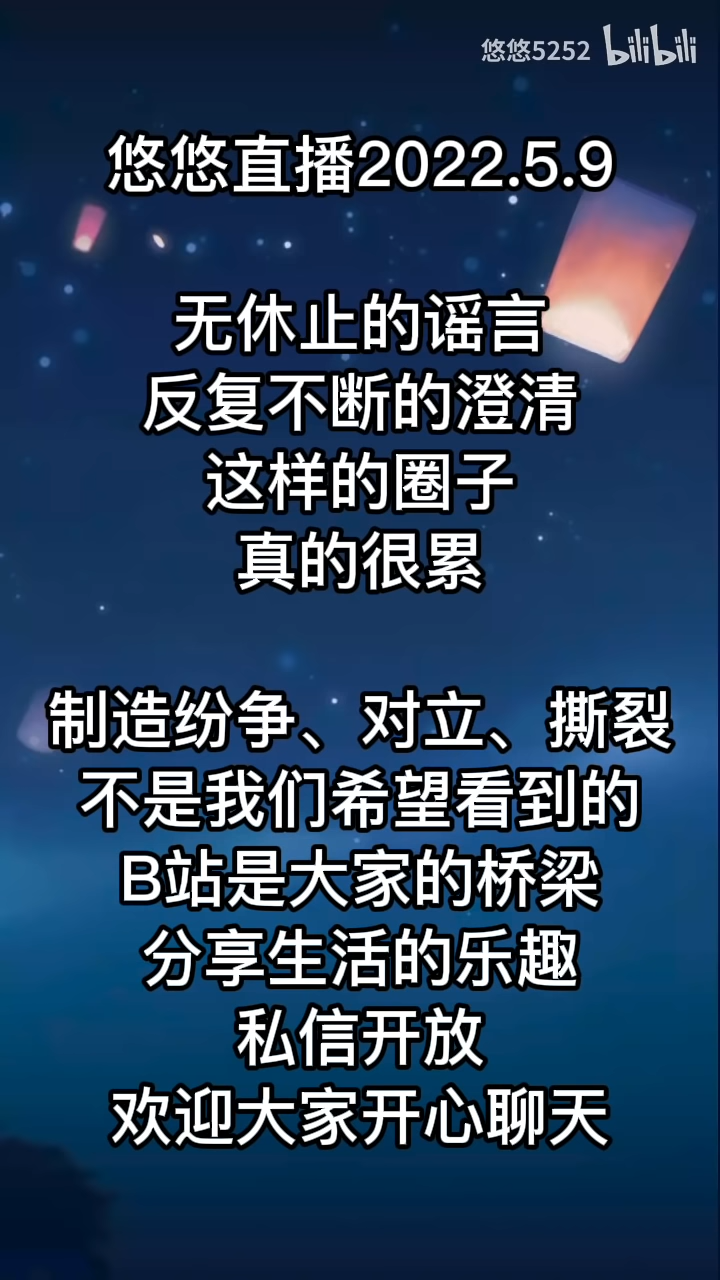 悠悠5252 bilibili
悠悠直播2022.5.9
无休止的谣言
反复不断的澄清
这样的圈子
真的很累
制造纷争、对立、撕裂
不是我们希望看到的
B站是大家的桥梁
分享生活的乐趣
私信开放
欢迎大家开心聊天